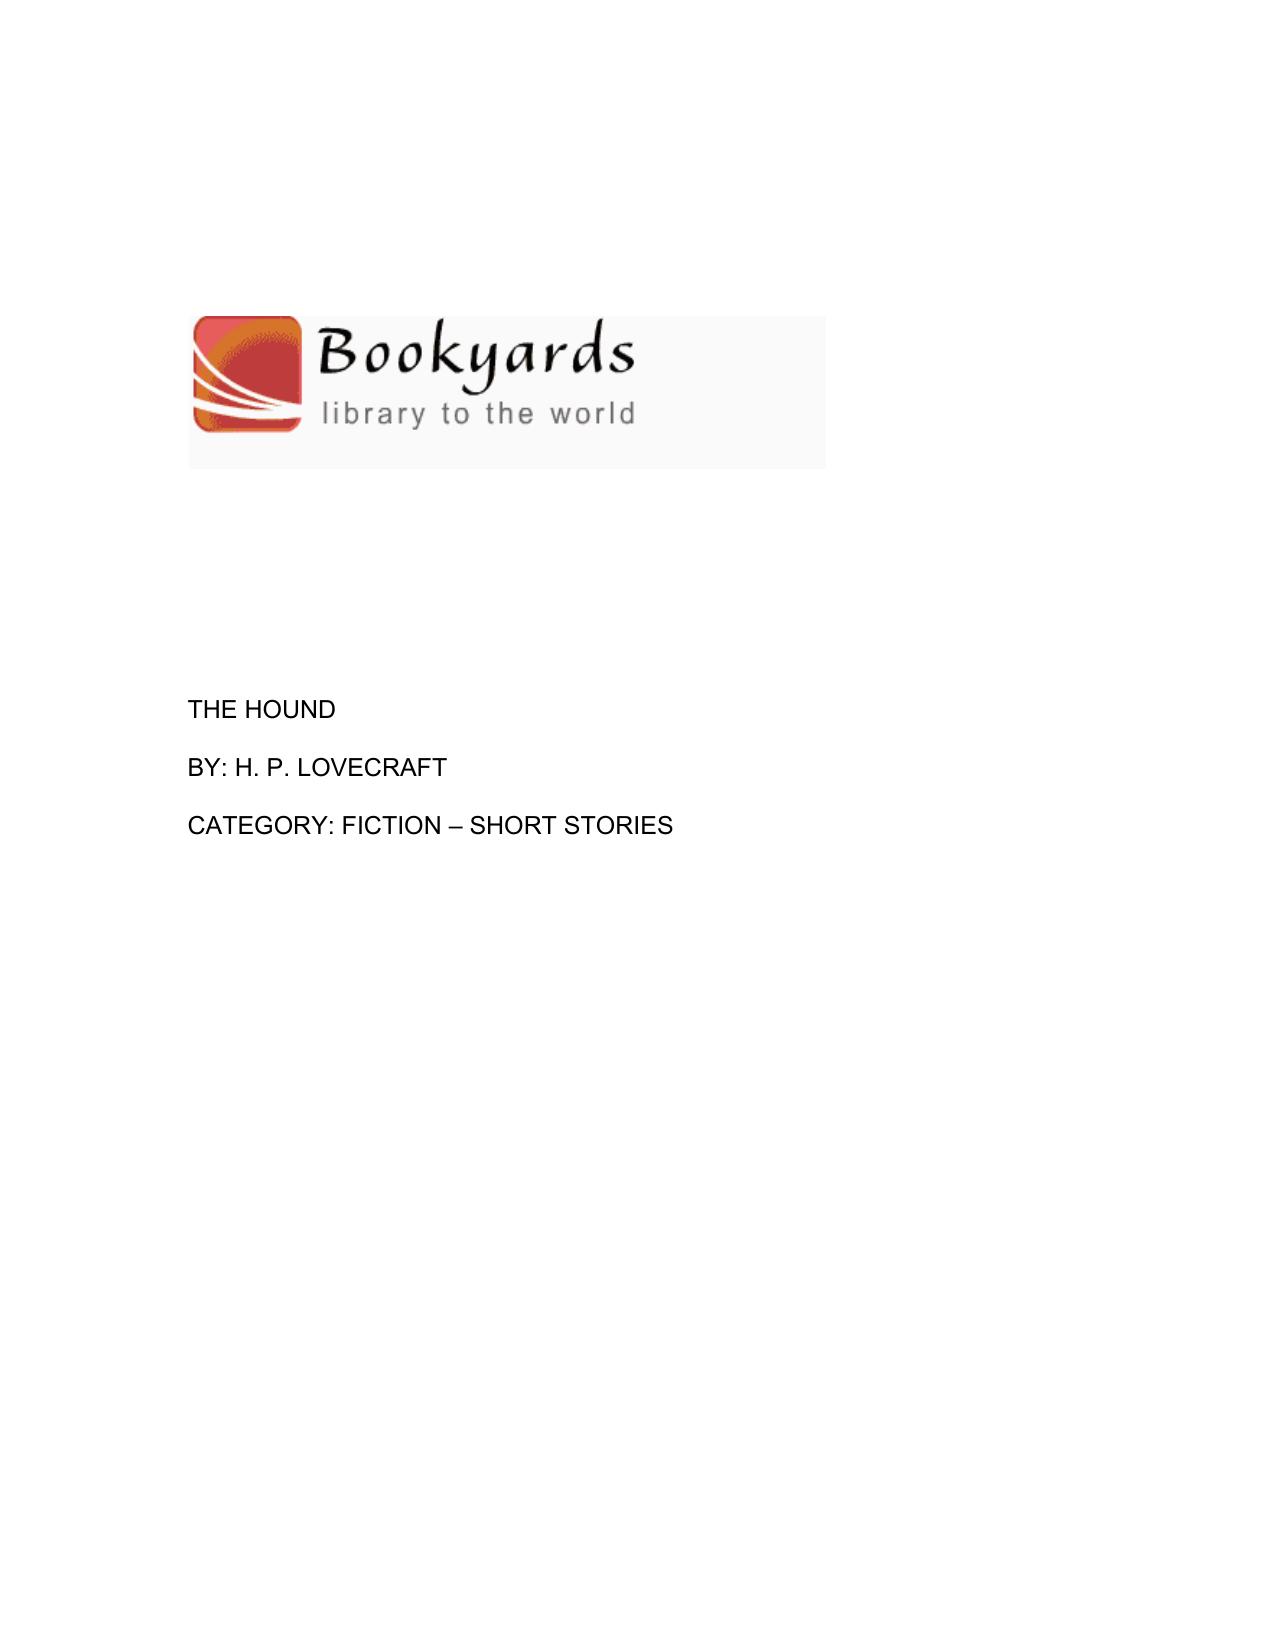 Bookyards
library to the world
THE HOUND
BY: H. P. LOVECRAFT
CATEGORY: FICTION – SHORT STORIES